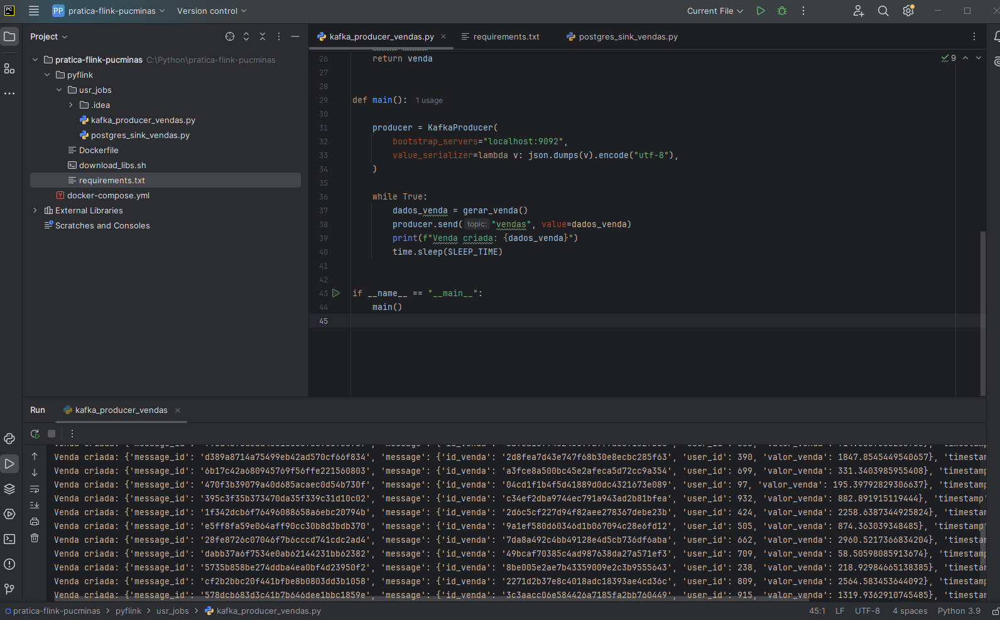 PC
PP pratica-flink-pucminas
Version control
Current File
Project
kafka_producer_vendas.py
requirements.txt
postgres_sink_vendas.py
pratica-flink-pucminas C:\Python\pratica-flink-pucminas
pyflink
usr_jobs
.idea
kafka_producer_vendas.py
postgres_sink_vendas.py
Dockerfile
download_libs.sh
requirements.txt
docker-compose.yml
External Libraries
Scratches and Consoles
9
26 return venda
27
28
29 def main(): 1 usage
30
31 producer = KafkaProducer(
32 bootstrap_servers="localhost:9092",
33 value_serializer=lambda v: json.dumps(v).encode("utf-8"),
34 )
35
36 while True:
37 dados_venda = gerar_venda()
38 producer.send( topic: "vendas", value=dados_venda)
39 print(f"Venda criada: {dados_venda}")
40 time.sleep(SLEEP_TIME)
41
42
43 if __name__ == "__main__":
44 main()
45
Run
kafka_producer_vendas
Venda criada: {'message_id': 'd389a8714a75499eb42ad570cf66f834', 'message': {'id_venda': '2d8fea7d43e747f68b30e8ecbc285f63', 'user_id': 390, 'valor_venda': 1847.8545449540657}, 'timestam
Venda criada: {'message_id': '6b17c42a680945769f56ffe221560803', 'message': {'id_venda': 'a3fce8a500bc45e2afeca5d72cc9a354', 'user_id': 699, 'valor_venda': 331.3403985955408}, 'timestam
Venda criada: {'message_id': '470f3b39079a40d685acaec0d54b730f', 'message': {'id_venda': '04cd1f1b4f5d41889d0dc4321673e089', 'user_id': 97, 'valor_venda': 195.39792829306637}, 'timestam
Venda criada: {'message_id': '395c3f35b373470da35f339c31d10c02', 'message': {'id_venda': 'c34ef2dba9744ec791a943ad2b81bfea', 'user_id': 932, 'valor_venda': 882.891915119444}, 'timestamp'
Venda criada: {'message_id': '1f342dcb6f76496088658a6ebc20794b', 'message': {'id_venda': '2d6c5cf227d94f82aee278367debe23b', 'user_id': 424, 'valor_venda': 2258.6387344925824}, 'timestam
Venda criada: {'message_id': 'e5ff8fa59e064aff90cc30b8d3bdb370', 'message': {'id_venda': '9a1ef580d60346d1b067094c28e6fd12', 'user_id': 505, 'valor_venda': 874.363039348485}, 'timestamp'
Venda criada: {'message_id': '28fe8726c07046f7b6cccd741cdc2ad4', 'message': {'id_venda': '7da8a492c4bb49128e4d5cb736df6aba', 'user_id': 662, 'valor_venda': 2960.5217366834204}, 'timestam
Venda criada: {'message_id': 'dabb37a6f7534e0ab62144231bb62382', 'message': {'id_venda': '49bcaf70385c4ad987638da27a571ef3', 'user_id': 709, 'valor_venda': 58.50598085913674}, 'timestam
Venda criada: {'message_id': '5735b858be274ddba4ea0bf4d23950f2', 'message': {'id_venda': '8be005e2ae7b43359009e2c3b9555643', 'user_id': 238, 'valor_venda': 218.92984665138385}, 'timestam
Venda criada: {'message_id': 'cf2b2bbc20f441bfbe8b0803dd3b1058', 'message': {'id_venda': '2271d2b37e8c4018adc18393ae4cd36c', 'user_id': 809, 'valor_venda': 2564.583453644092}, 'timestam
Venda criada: {'message_id': '578dcb683d3c41b7b646dee1bbc1859e', 'message': {'id_venda': '3c3aacc06e584426a7185fa2bb760449', 'user_id': 915, 'valor_venda': 1319.9362910745485}, 'timestam
pratica-flink-pucminas > pyflink > usr_jobs > kafka_producer_vendas.py
45:1 LF UTF-8 4 spaces Python 3.9